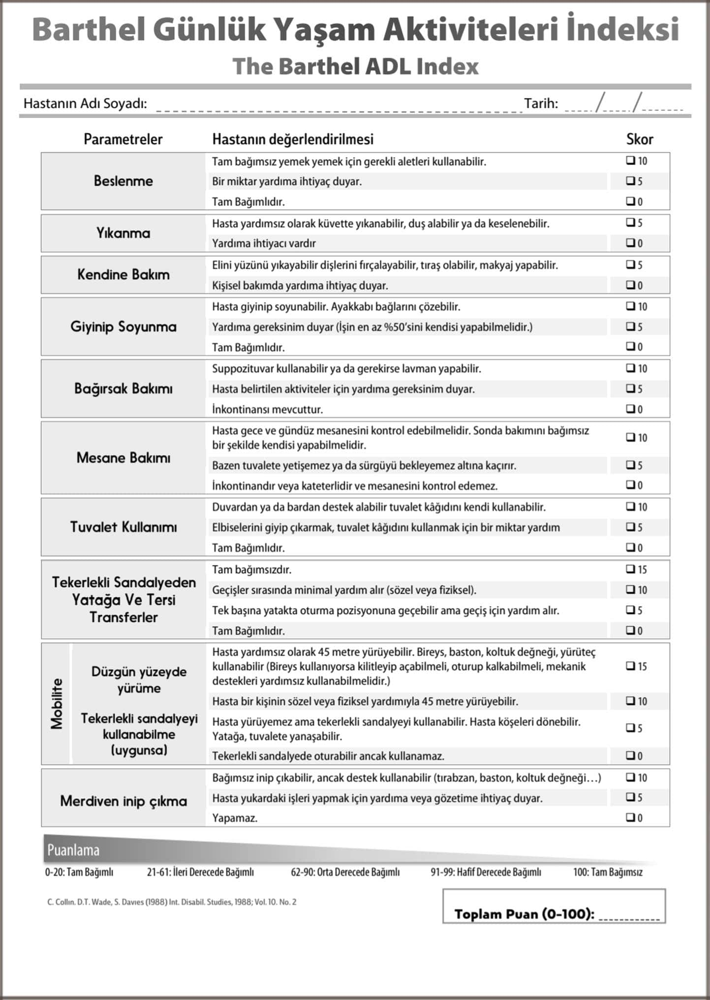 Barthel Günlük Yaşam Aktiviteleri İndeksi
The Barthel ADL Index
Hastanın Adı Soyadı: Tarih: / /
Parametreler Hastanın değerlendirilmesi Skor
Beslenme
Tam bağımsız yemek yemek için gerekli aletleri kullanabilir. ❑ 10
Bir miktar yardıma ihtiyaç duyar. ❑ 5
Tam Bağımlıdır. ❑ 0
Yıkanma
Hasta yardımsız olarak küvette yıkanabilir, duş alabilir ya da keselenebilir. ❑ 5
Yardıma ihtiyacı vardır ❑ 0
Kendine Bakım
Elini yüzünü yıkayabilir dişlerini fırçalayabilir, tıraş olabilir, makyaj yapabilir. ❑ 5
Kişisel bakımda yardıma ihtiyaç duyar. ❑ 0
Giyinip Soyunma
Hasta giyinip soyunabilir. Ayakkabı bağlarını çözebilir. ❑ 10
Yardıma gereksinim duyar (İşin en az %50’sini kendisi yapabilmelidir.) ❑ 5
Tam Bağımlıdır. ❑ 0
Bağırsak Bakımı
Suppozituvar kullanabilir ya da gerekirse lavman yapabilir. ❑ 10
Hasta belirtilen aktiviteler için yardıma gereksinim duyar. ❑ 5
İnkontinansı mevcuttur. ❑ 0
Mesane Bakımı
Hasta gece ve gündüz mesanesini kontrol edebilmelidir. Sonda bakımını bağımsız
bir şekilde kendisi yapabilmelidir. ❑ 10
Bazen tuvalete yetişemez ya da sürgüyü bekleyemez altına kaçırır. ❑ 5
İnkontinandır veya kateterlidir ve mesanesini kontrol edemez. ❑ 0
Tuvalet Kullanımı
Duvardan ya da bardan destek alabilir tuvalet kâğıdını kendi kullanabilir. ❑ 10
Elbiselerini giyip çıkarmak, tuvalet kâğıdını kullanmak için bir miktar yardım ❑ 5
Tam Bağımlıdır. ❑ 0
Tekerlekli Sandalyeden
Yatağa Ve Tersi
Transferler
Tam bağımsızdır. ❑ 15
Geçişler sırasında minimal yardım alır (sözel veya fiziksel). ❑ 10
Tek başına yatakta oturma pozisyonuna geçebilir ama geçiş için yardım alır. ❑ 5
Tam Bağımlıdır. ❑ 0
Mobilite
Düzgün yüzeyde
yürüme
Tekerlekli sandalyeyi
kullanabilme
(uygunsa)
Hasta yardımsız olarak 45 metre yürüyebilir. Bireys, baston, koltuk değneği, yürüteç
kullanabilir (Bireys kullanıyorsa kilitleyip açabilmeli, oturup kalkabilmeli, mekanik ❑ 15
destekleri yardımsız kullanabilmelidir.)
Hasta bir kişinin sözel veya fiziksel yardımıyla 45 metre yürüyebilir. ❑ 10
Hasta yürüyemez ama tekerlekli sandalyeyi kullanabilir. Hasta köşeleri dönebilir.
Yatağa, tuvalete yanaşabilir. ❑ 5
Tekerlekli sandalyede oturabilir ancak kullanamaz. ❑ 0
Merdiven inip çıkma
Bağımsız inip çıkabilir, ancak destek kullanabilir (tırabzan, baston, koltuk değneği…) ❑ 10
Hasta yukardaki işleri yapmak için yardıma veya gözetime ihtiyaç duyar. ❑ 5
Yapamaz. ❑ 0
Puanlama
0-20: Tam Bağımlı 21-61: İleri Derecede Bağımlı 62-90: Orta Derecede Bağımlı 91-99: Hafif Derecede Bağımlı 100: Tam Bağımsız
C. Collın. D.T. Wade, S. Davıes (1988) Int. Disabil. Studies, 1988; Vol. 10. No. 2
Toplam Puan (0-100):